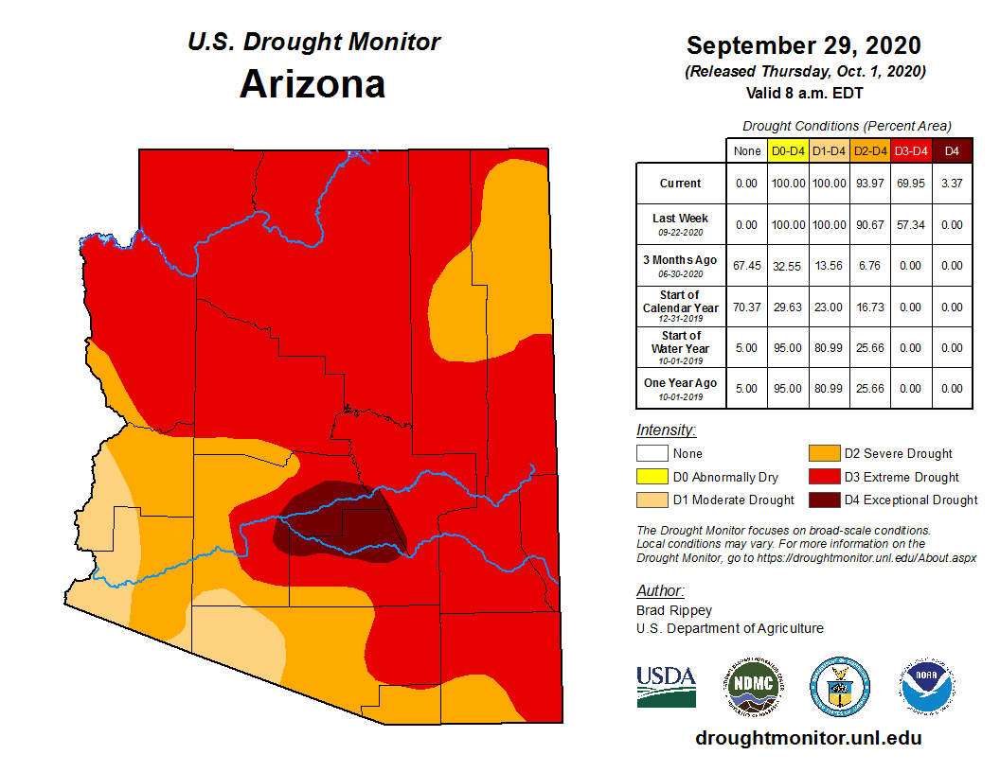 U.S. Drought Monitor
Arizona
September 29, 2020
(Released Thursday, Oct. 1, 2020)
Valid 8 a.m. EDT
Drought Conditions (Percent Area)
None D0-D4 D1-D4 D2-D4 D3-D4 D4
Current 0.00 100.00 100.00 93.97 69.95 3.37
Last Week
09-22-2020 0.00 100.00 100.00 90.67 57.34 0.00
3 Months Ago
06-30-2020 67.45 32.55 13.56 6.76 0.00 0.00
Start of
Calendar Year
12-31-2019 70.37 29.63 23.00 16.73 0.00 0.00
Start of
Water Year
10-01-2019 5.00 95.00 80.99 25.66 0.00 0.00
One Year Ago
10-01-2019 5.00 95.00 80.99 25.66 0.00 0.00
Intensity:
None
D0 Abnormally Dry
D1 Moderate Drought
D2 Severe Drought
D3 Extreme Drought
D4 Exceptional Drought
The Drought Monitor focuses on broad-scale conditions.
Local conditions may vary. For more information on the
Drought Monitor, go to https://droughtmonitor.unl.edu/About.aspx
Author:
Brad Rippey
U.S. Department of Agriculture
USDA
NDMC
noaa
droughtmonitor.unl.edu